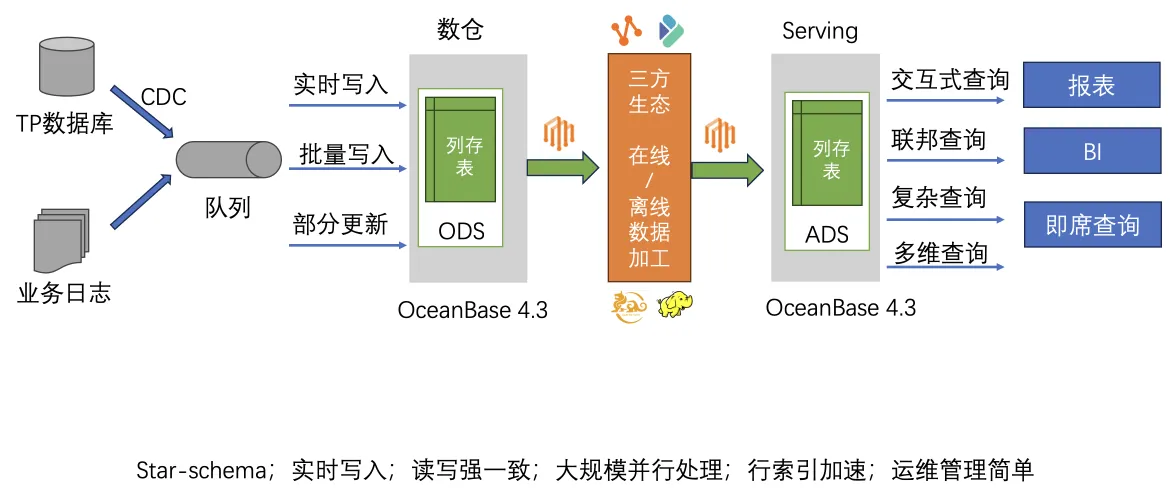 数仓
Serving
TP数据库
CDC
队列
业务日志
实时写入
批量写入
部分更新
列存
表
ODS
OceanBase 4.3
三方
生态
在线
/
离线
数据
加工
列存
表
ADS
OceanBase 4.3
交互式查询
联邦查询
复杂查询
多维查询
报表
BI
即席查询
Star-schema；实时写入；读写强一致；大规模并行处理；行索引加速；运维管理简单